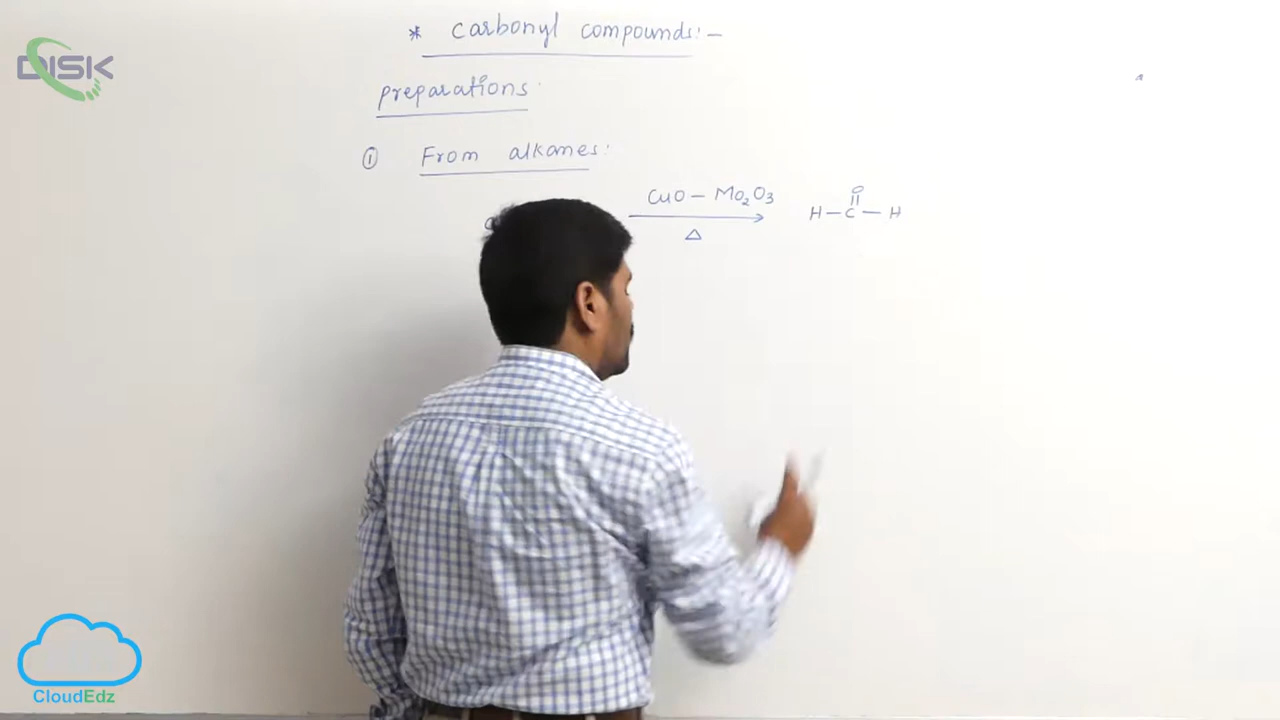 DISK
* Carbonyl compounds:-
preparations
① From alkanes:
CuO - Mo2O3
Δ
O
H - C - H
CloudEdz